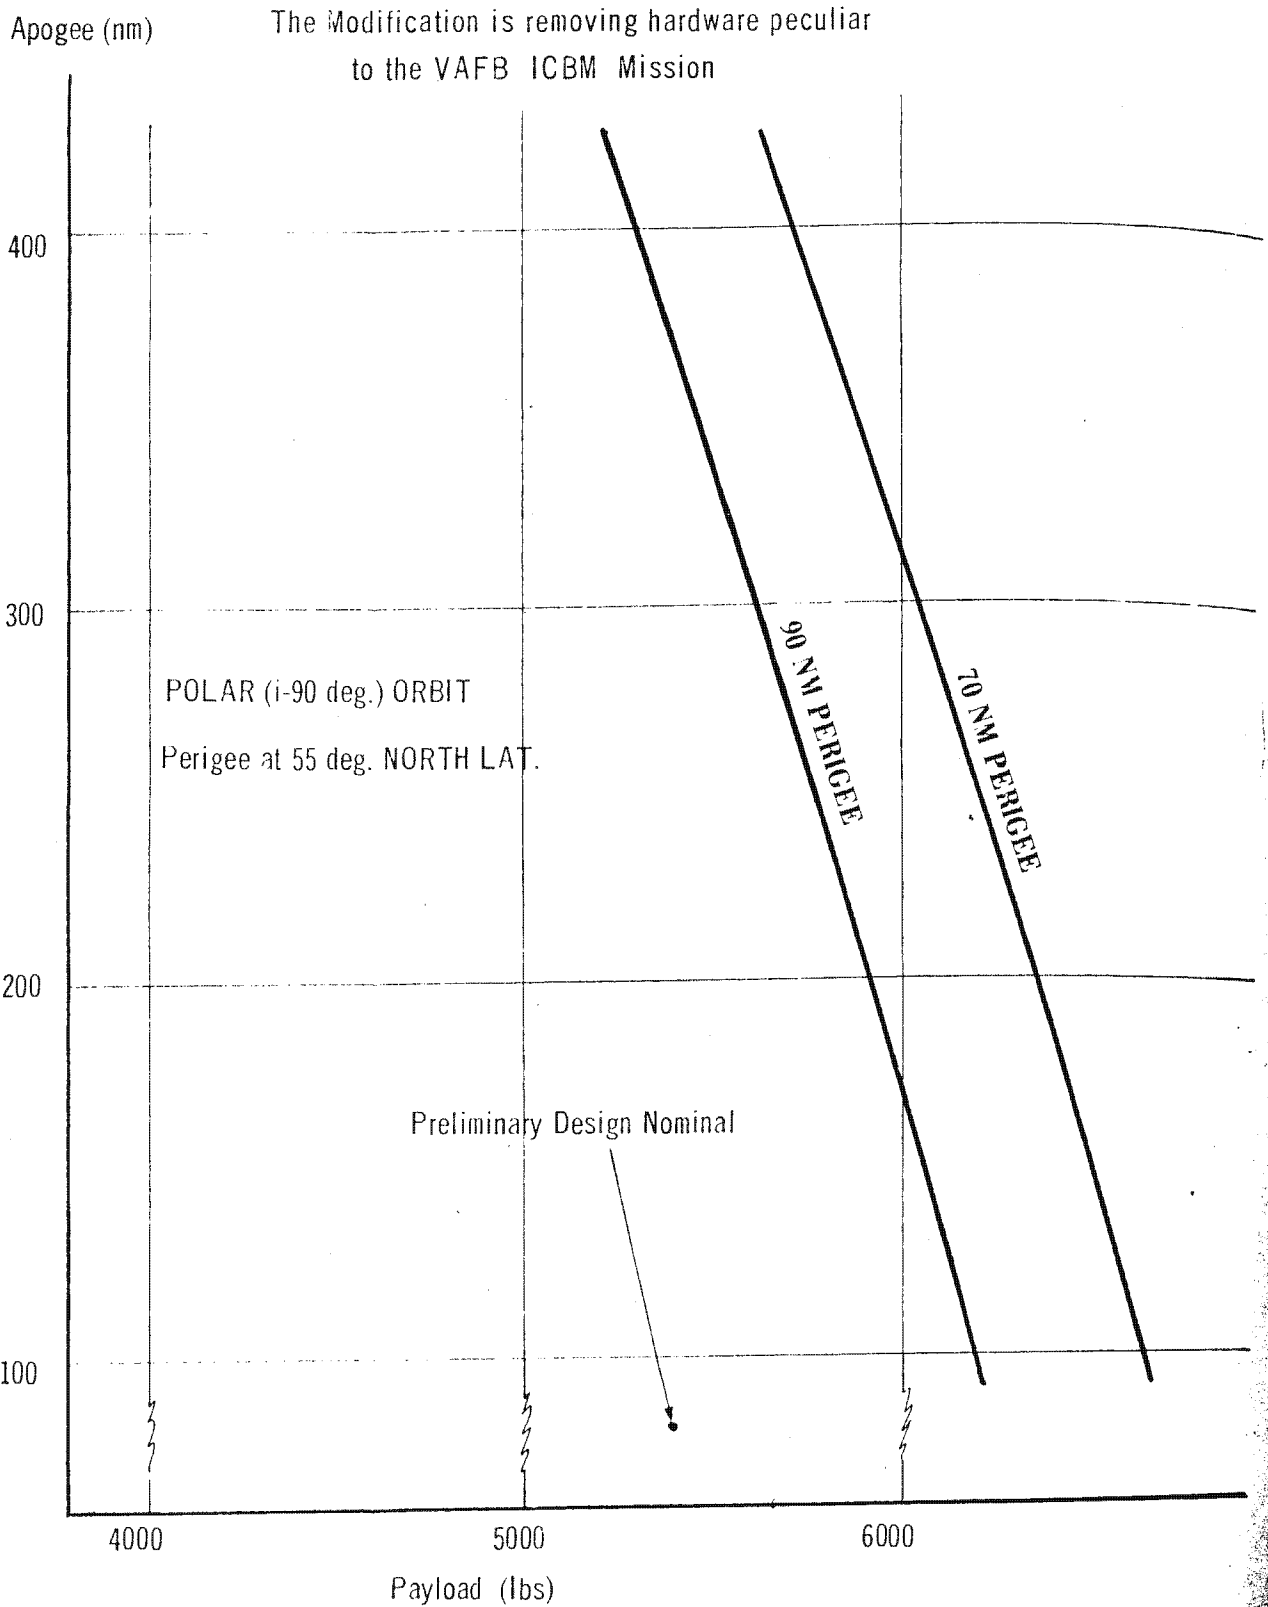 Apogee (nm)
The Modification is removing hardware peculiar
to the VAFB ICBM Mission
400
300
200
100
POLAR (i-90 deg.) ORBIT
Perigee at 55 deg. NORTH LAT.
90 NM PERIGEE
70 NM PERIGEE
Preliminary Design Nominal
4000
5000
6000
Payload (lbs)